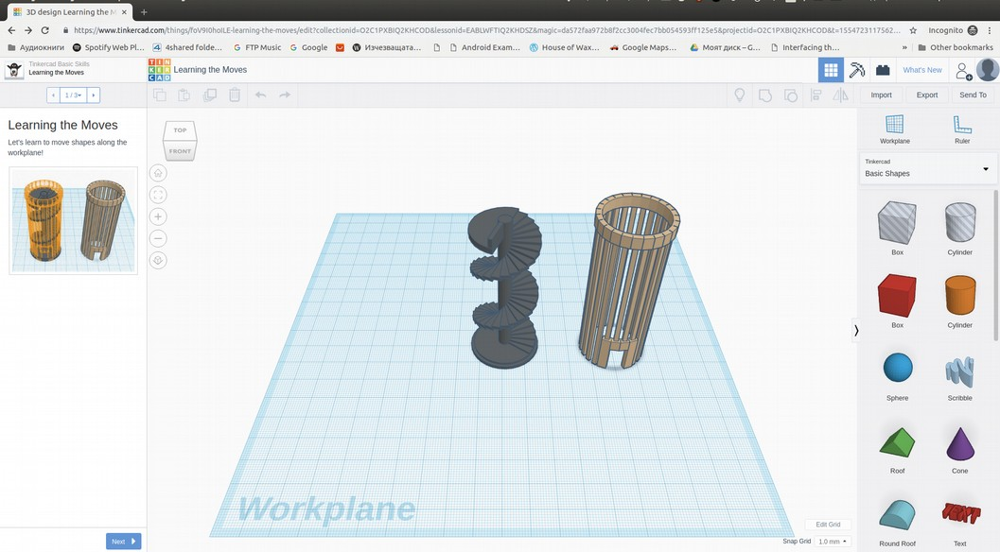 3D design Learning the M
https://www.tinkercad.com/things/foV9I0hoILE-learning-the-moves/edit?collectionid=O2C1PXBIQ2KHCOD&lessonid=EABLWFTIQ2KHDSZ&magic=da572faa972b8f2cc3004fec7bb054593ff125e5&projectid=O2C1PXBIQ2KHCOD&t=1554723117562...
Incognito
Аудиокниги
Spotify Web Pl...
4shared folde...
FTP Music
Google
Изчезващата...
Android Exam...
House of Wax...
Google Maps...
Моят диск – G...
Interfacing th...
»
Other bookmarks
Tinkercad Basic Skills
Learning the Moves
TIN
KER
CAD
Learning the Moves
What's New
1 / 3
Import
Export
Send To
Learning the Moves
Let's learn to move shapes along the
workplane!
TOP
FRONT
Workplane
Ruler
Tinkercad
Basic Shapes
Box
Cylinder
Box
Cylinder
Sphere
Scribble
Roof
Cone
Round Roof
TEXT
Text
Workplane
Edit Grid
Snap Grid
1.0 mm
Next